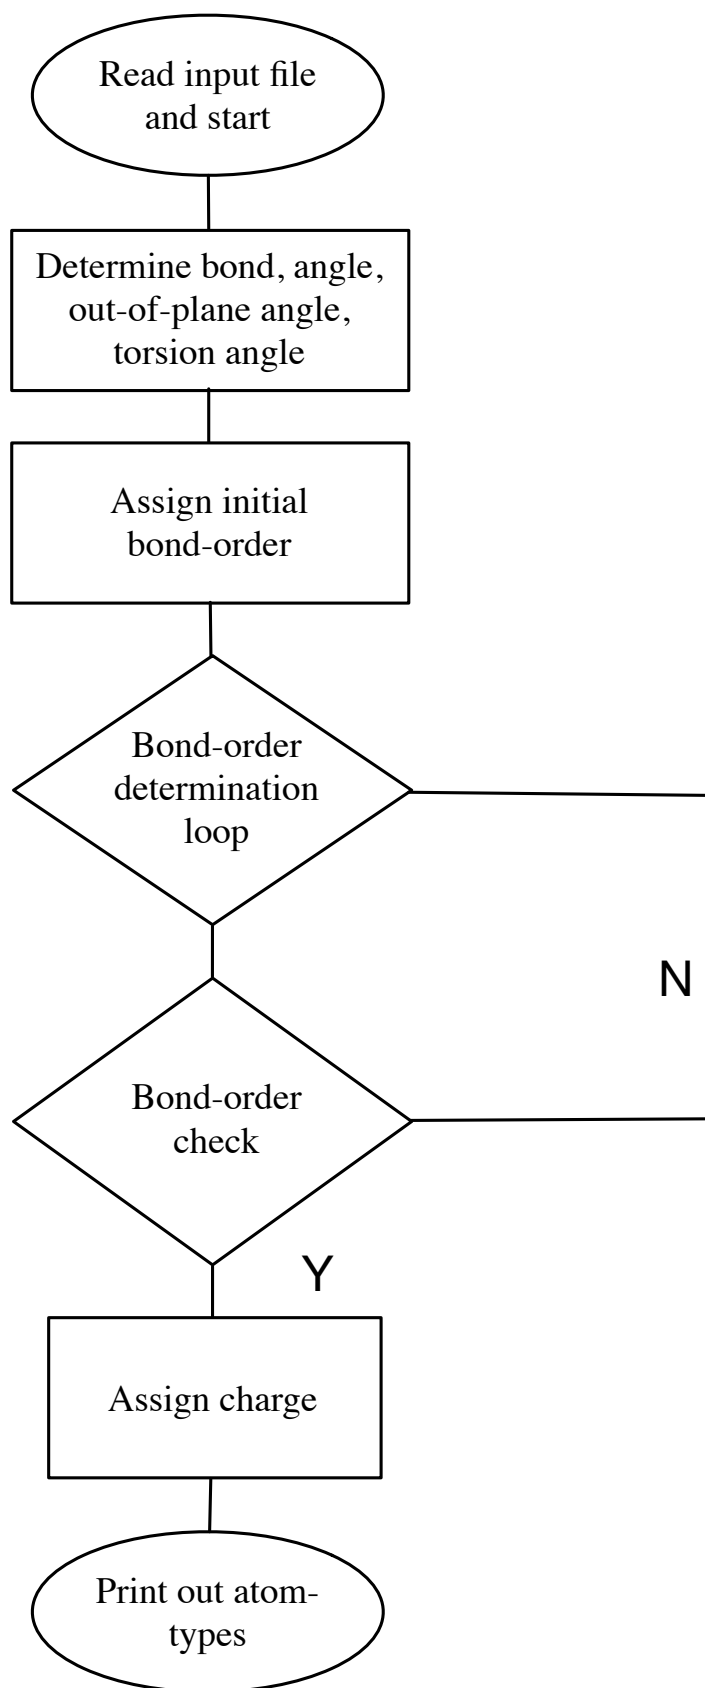 Read input file
and start
Determine bond, angle,
out-of-plane angle,
torsion angle
Assign initial
bond-order
Bond-order
determination
loop
N
Bond-order
check
Y
Assign charge
Print out atom-
types